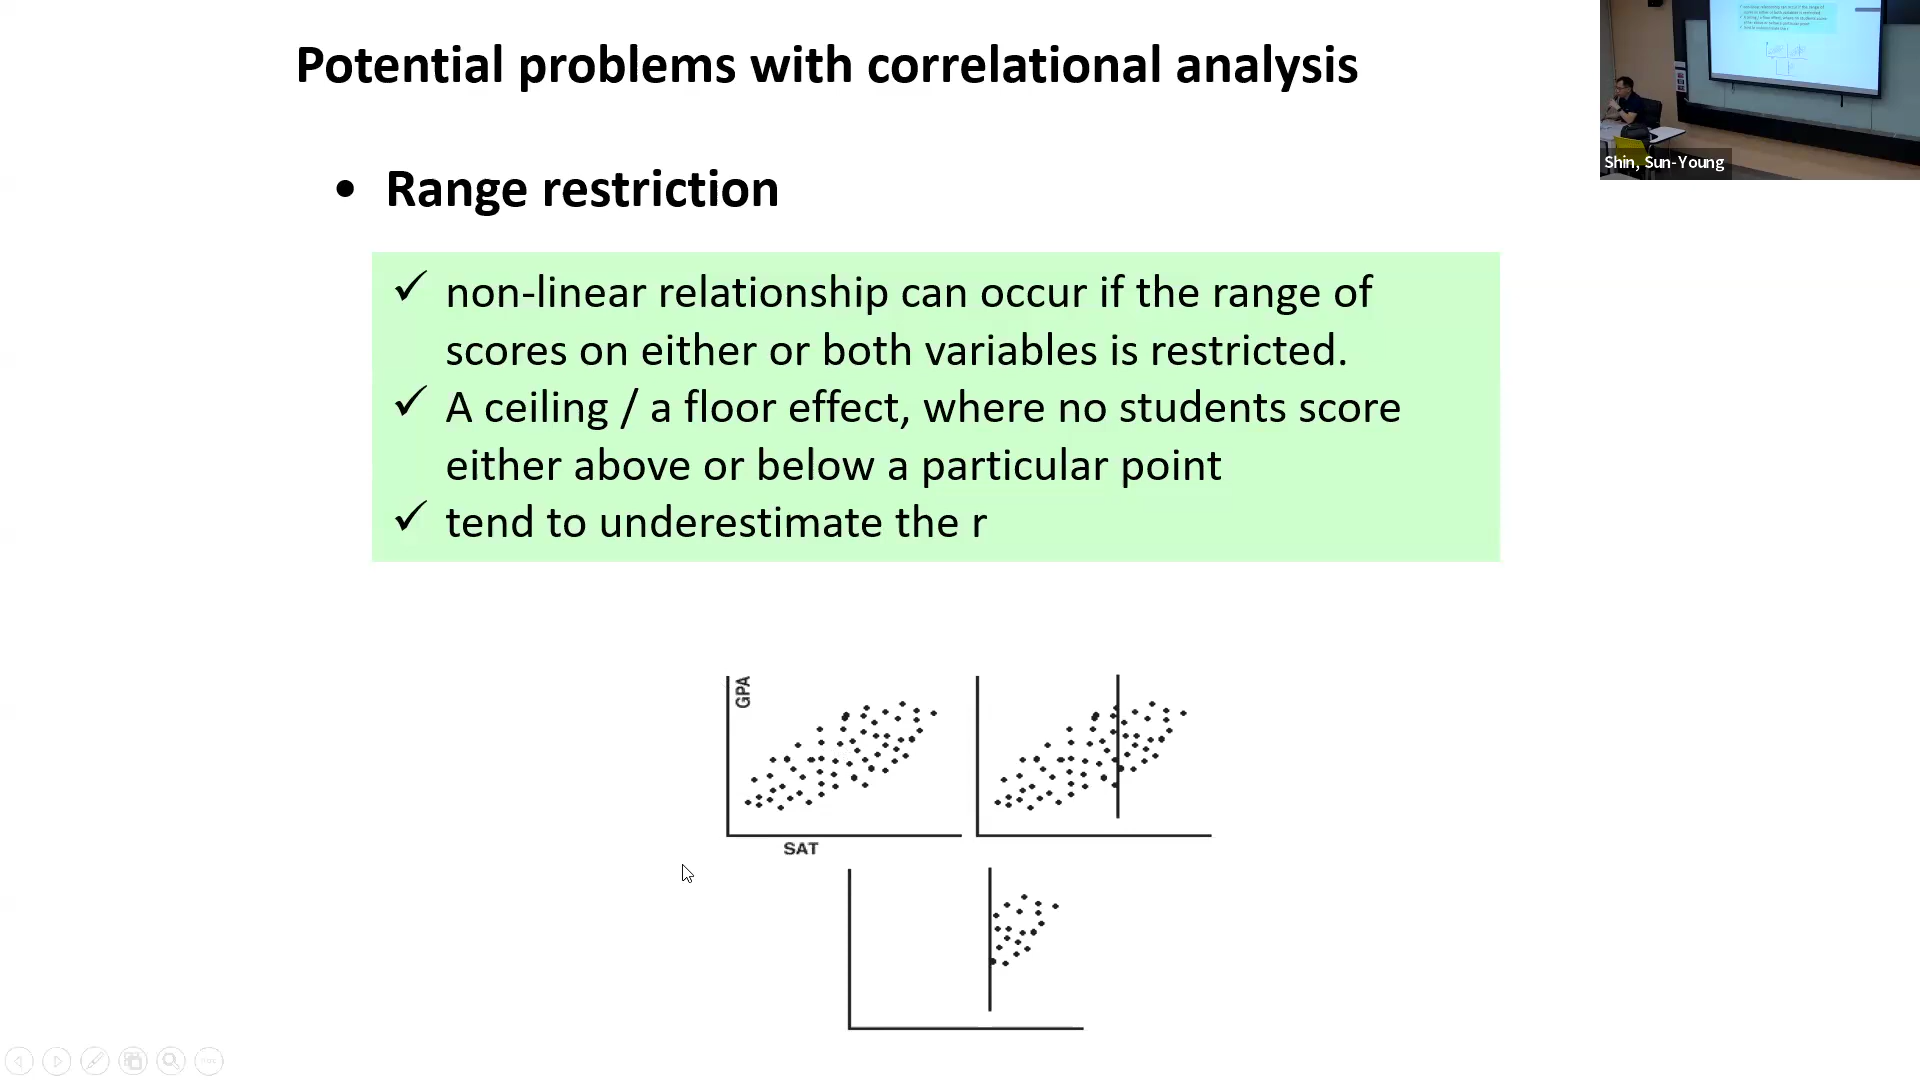 Potential problems with correlational analysis
Shin, Sun-Young
• Range restriction
✓ non-linear relationship can occur if the range of
scores on either or both variables is restricted.
✓ A ceiling / a floor effect, where no students score
either above or below a particular point
✓ tend to underestimate the r
GPA
SAT